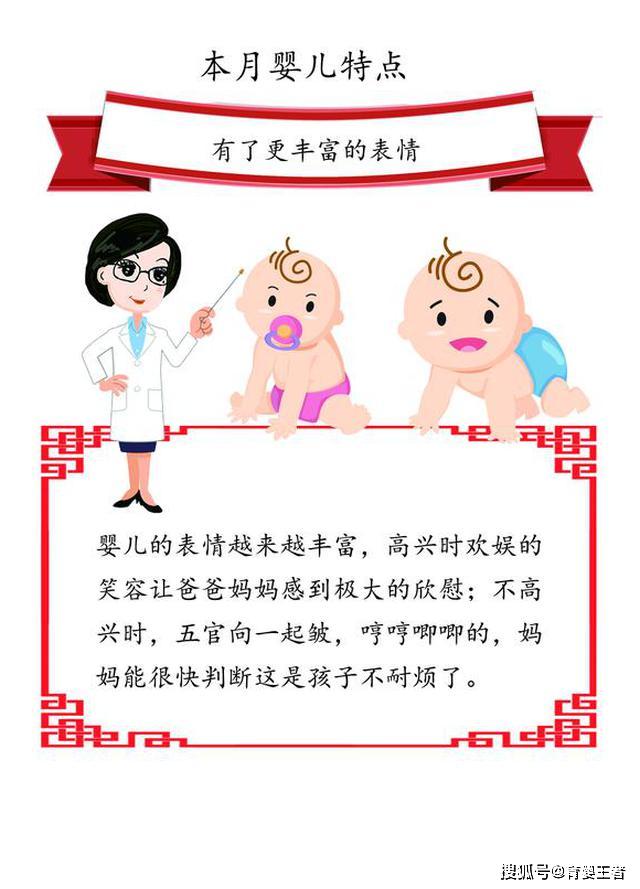 本月婴儿特点
有了更丰富的表情
婴儿的表情越来越丰富，高兴时欢娱的
笑容让爸爸妈妈感到极大的欣慰；不高
兴时，五官向一起皱，哼哼唧唧的，妈
妈能很快判断这是孩子不耐烦了。
搜狐号@育婴王者